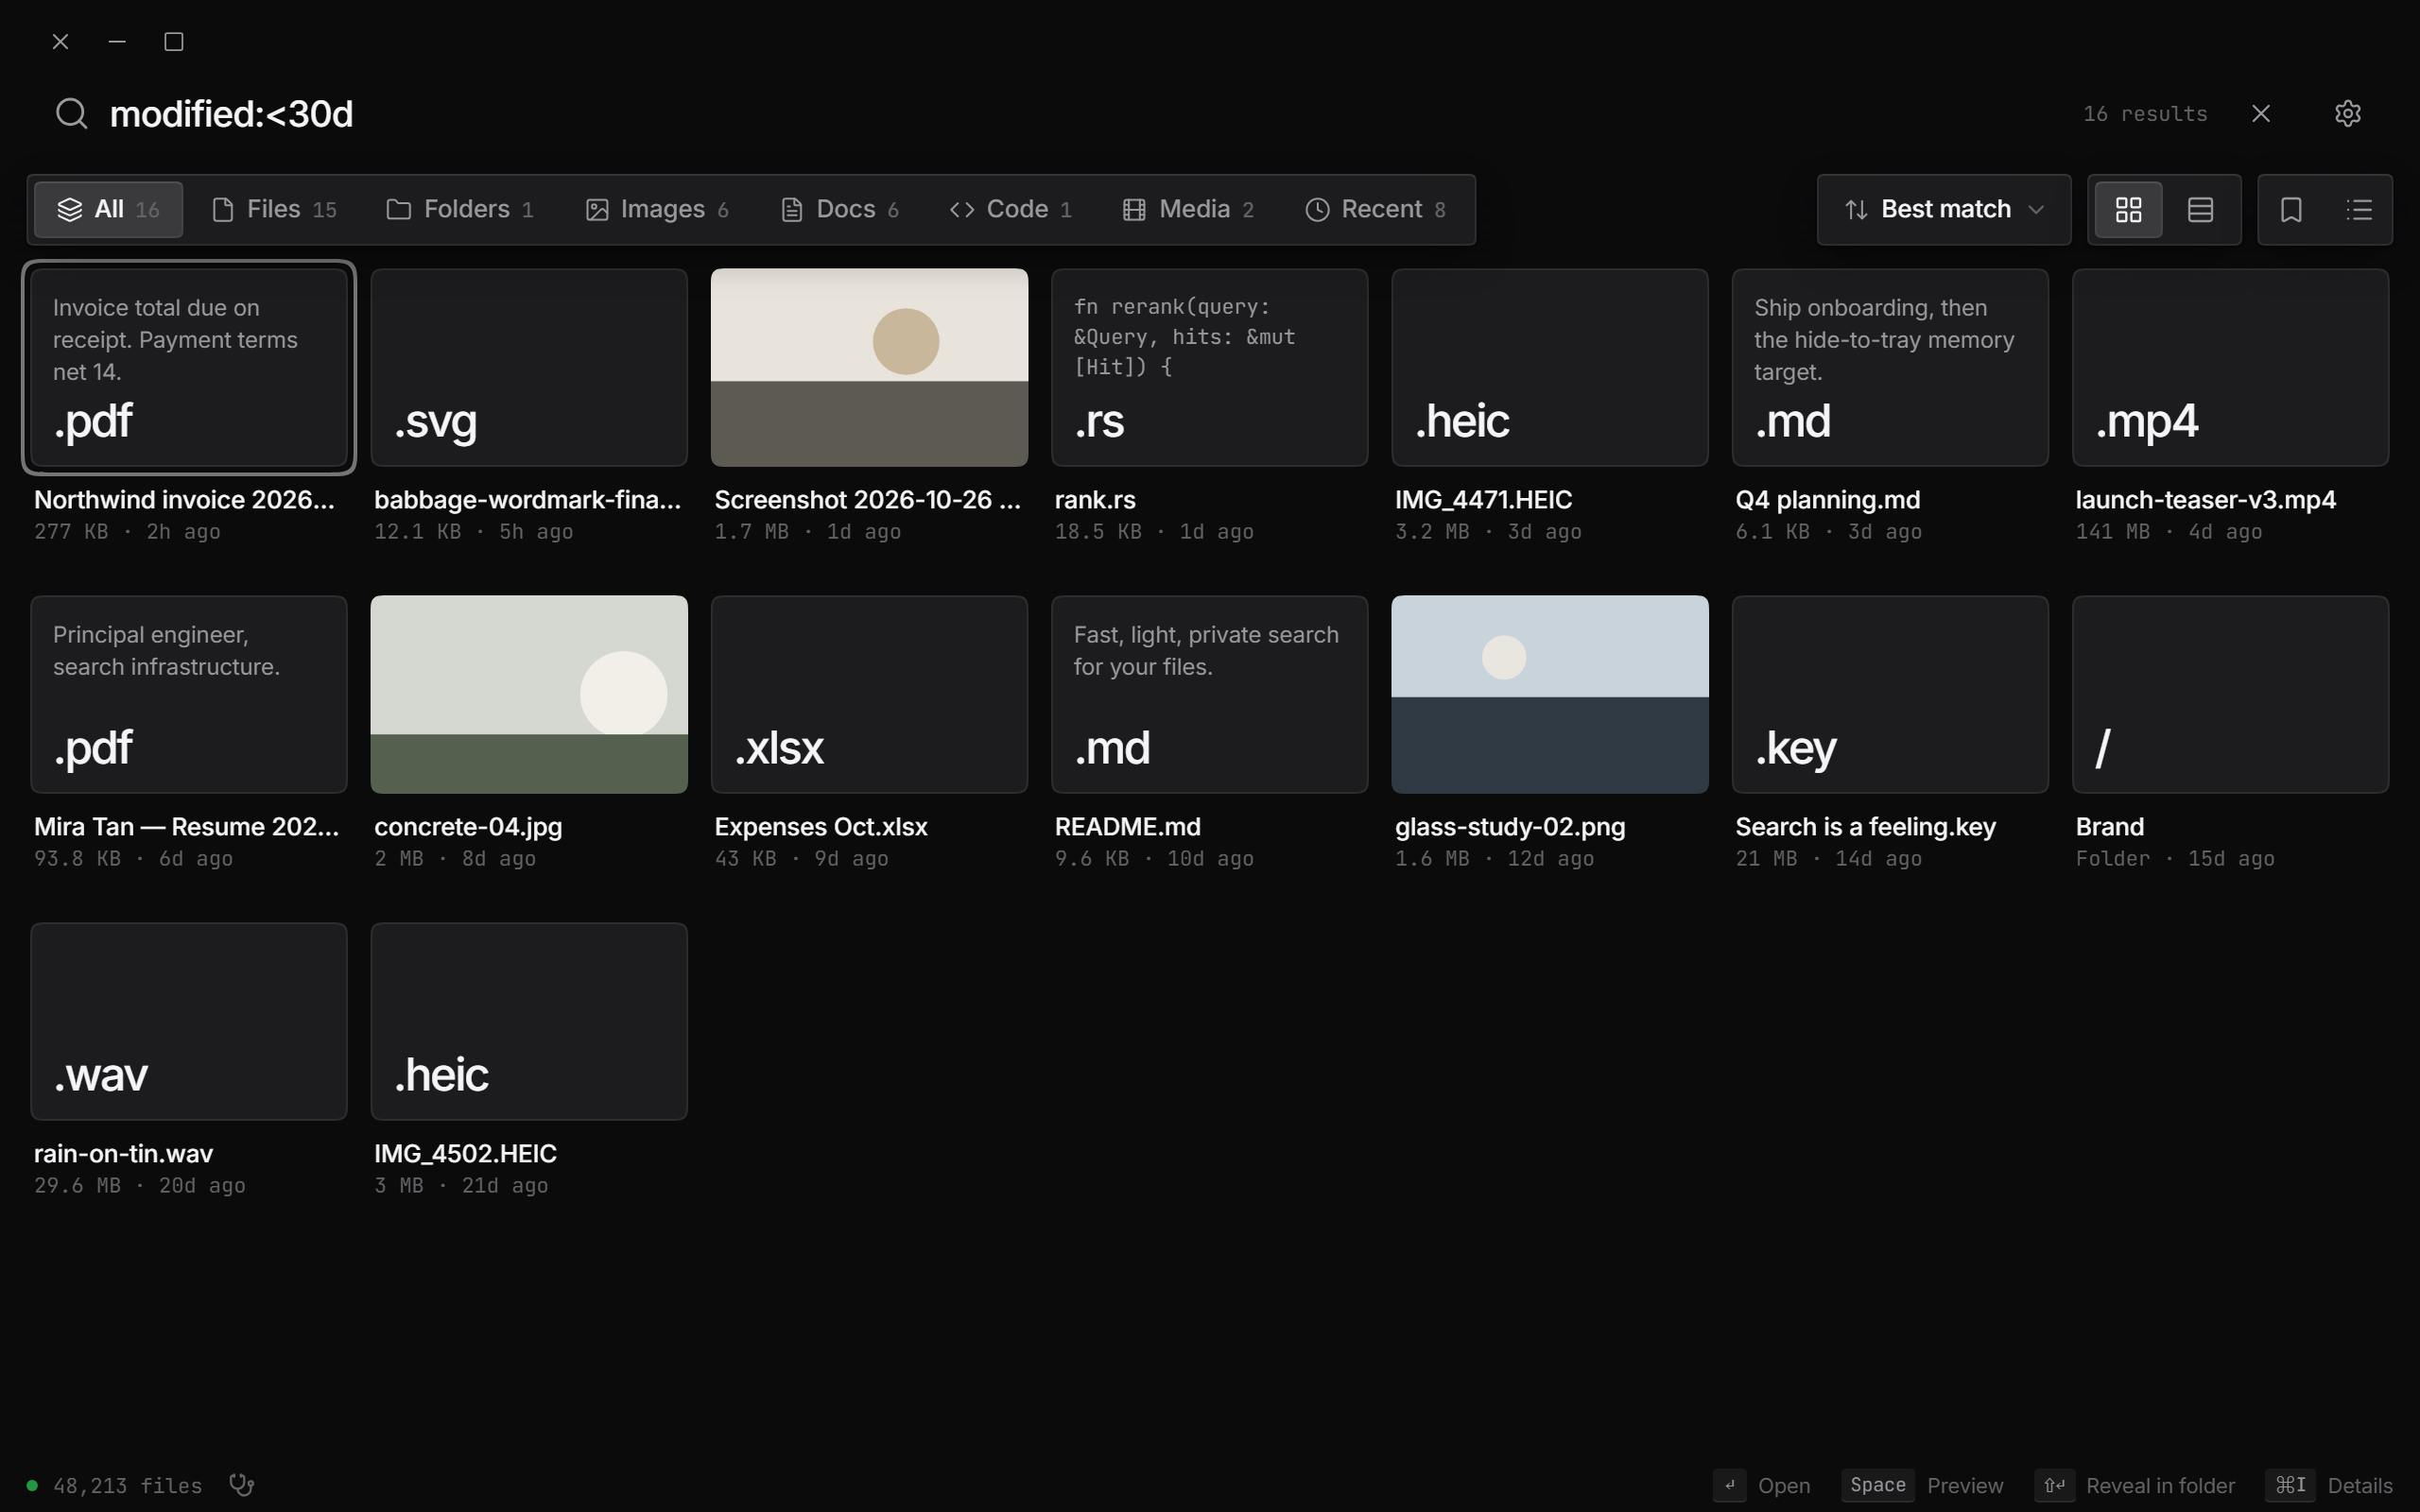 modified:<30d
16 results
All 16
Files 15
Folders 1
Images 6
Docs 6
Code 1
Media 2
Recent 8
Best match
Invoice total due on
receipt. Payment terms
net 14.
.pdf
Northwind invoice 2026...
277 KB · 2h ago
.svg
babbage-wordmark-fina...
12.1 KB · 5h ago
Screenshot 2026-10-26 ...
1.7 MB · 1d ago
fn rerank(query:
&Query, hits: &mut
[Hit]) {
.rs
rank.rs
18.5 KB · 1d ago
.heic
IMG_4471.HEIC
3.2 MB · 3d ago
Ship onboarding, then
the hide-to-tray memory
target.
.md
Q4 planning.md
6.1 KB · 3d ago
.mp4
launch-teaser-v3.mp4
141 MB · 4d ago
Principal engineer,
search infrastructure.
.pdf
Mira Tan — Resume 202...
93.8 KB · 6d ago
concrete-04.jpg
2 MB · 8d ago
.xlsx
Expenses Oct.xlsx
43 KB · 9d ago
Fast, light, private search
for your files.
.md
README.md
9.6 KB · 10d ago
glass-study-02.png
1.6 MB · 12d ago
.key
Search is a feeling.key
21 MB · 14d ago
/
Brand
Folder · 15d ago
.wav
rain-on-tin.wav
29.6 MB · 20d ago
.heic
IMG_4502.HEIC
3 MB · 21d ago
48,213 files
↵ Open
Space Preview
⇧↵ Reveal in folder
⌘I Details